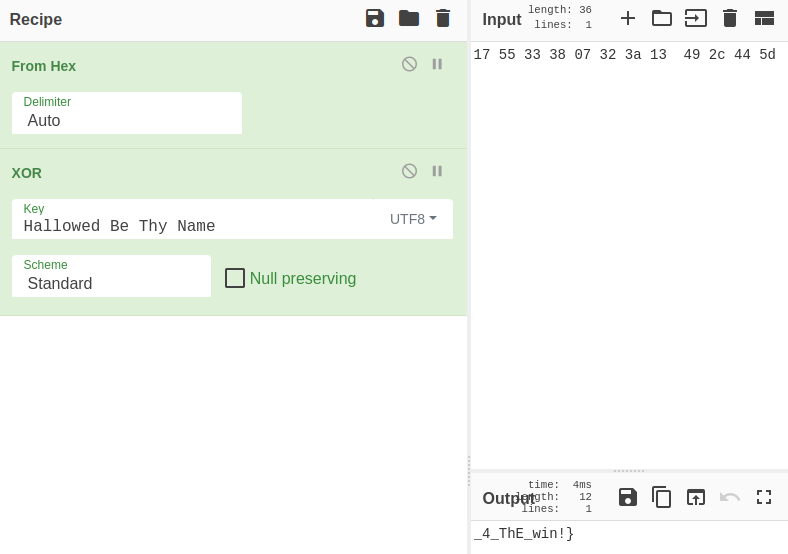 Recipe
From Hex
Delimiter
Auto
XOR
Key
Hallowed Be Thy Name
UTF8
Scheme
Standard
Null preserving
Input
length: 36
lines: 1
17 55 33 38 07 32 3a 13  49 2c 44 5d
Output
time: 4ms
length: 12
lines: 1
_4_ThE_win!}